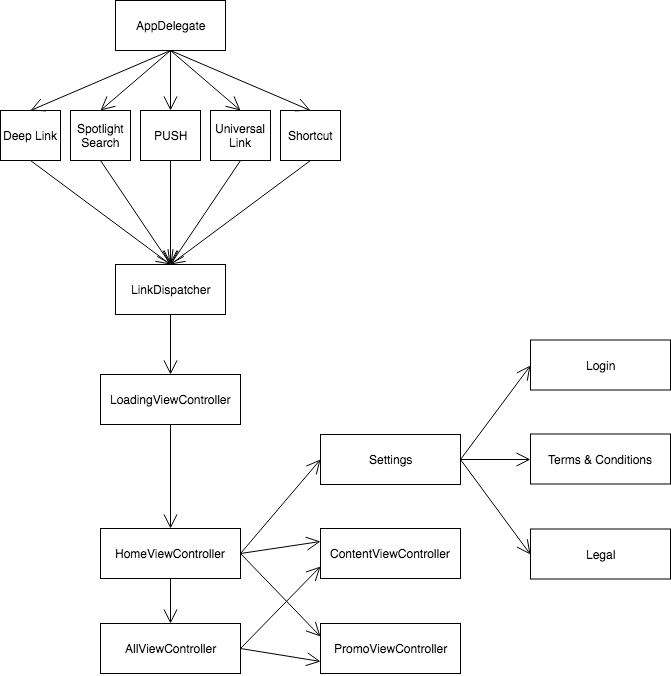 AppDelegate
Deep Link
Spotlight
Search
PUSH
Universal
Link
Shortcut
LinkDispatcher
LoadingViewController
Login
Settings
Terms & Conditions
HomeViewController
ContentViewController
Legal
AllViewController
PromoViewController